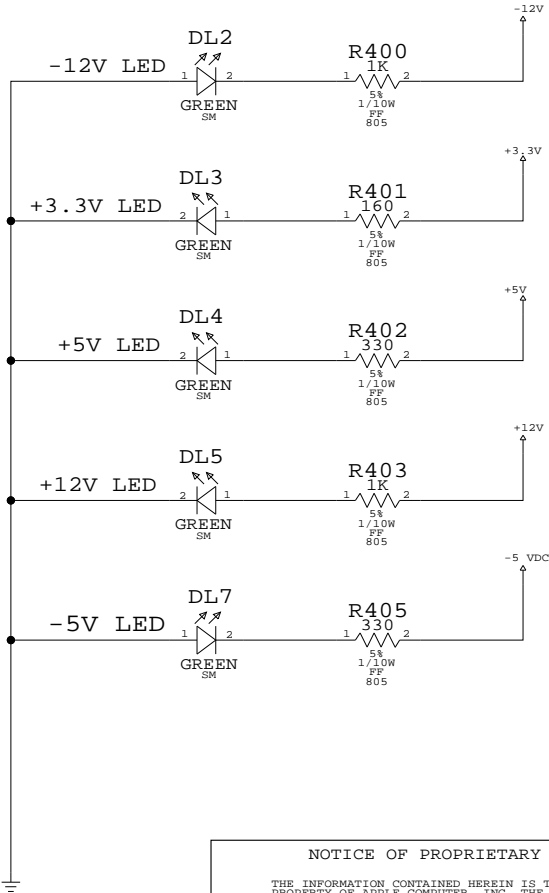 -12V
DL2
R400
-12V LED
1
2
1
1K
2
GREEN
SM
5%
1/10W
FF
805
+3.3V
DL3
R401
+3.3V LED
2
1
1
160
2
GREEN
SM
5%
1/10W
FF
805
+5V
DL4
R402
+5V LED
2
1
1
330
2
GREEN
SM
5%
1/10W
FF
805
+12V
DL5
R403
+12V LED
2
1
1
1K
2
GREEN
SM
5%
1/10W
FF
805
-5 VDC
DL7
R405
-5V LED
1
2
1
330
2
GREEN
SM
5%
1/10W
FF
805
NOTICE OF PROPRIETARY
THE INFORMATION CONTAINED HEREIN IS T
PROPERTY OF APPLE COMPUTER, INC. THE